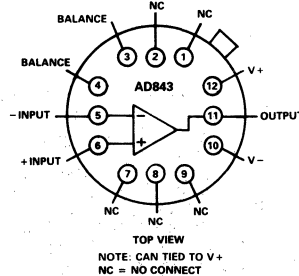 NC
BALANCE
NC
3
2
1
BALANCE
AD843
V+
4
12
-INPUT
5
-
11
OUTPUT
+INPUT
6
+
10
V-
7
8
9
NC
NC
NC
TOP VIEW
NOTE: CAN TIED TO V+
NC = NO CONNECT